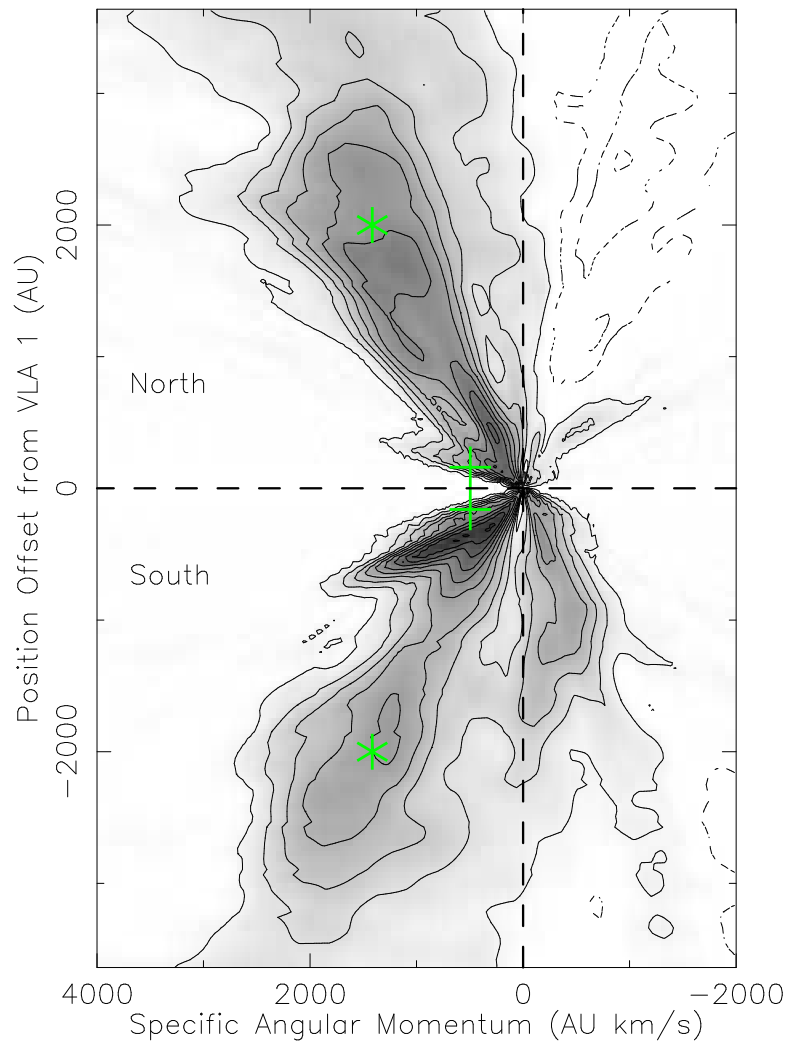 Position Offset from VLA 1 (AU)
2000
0
−2000
North
South
4000
2000
0
−2000
Specific Angular Momentum (AU km/s)